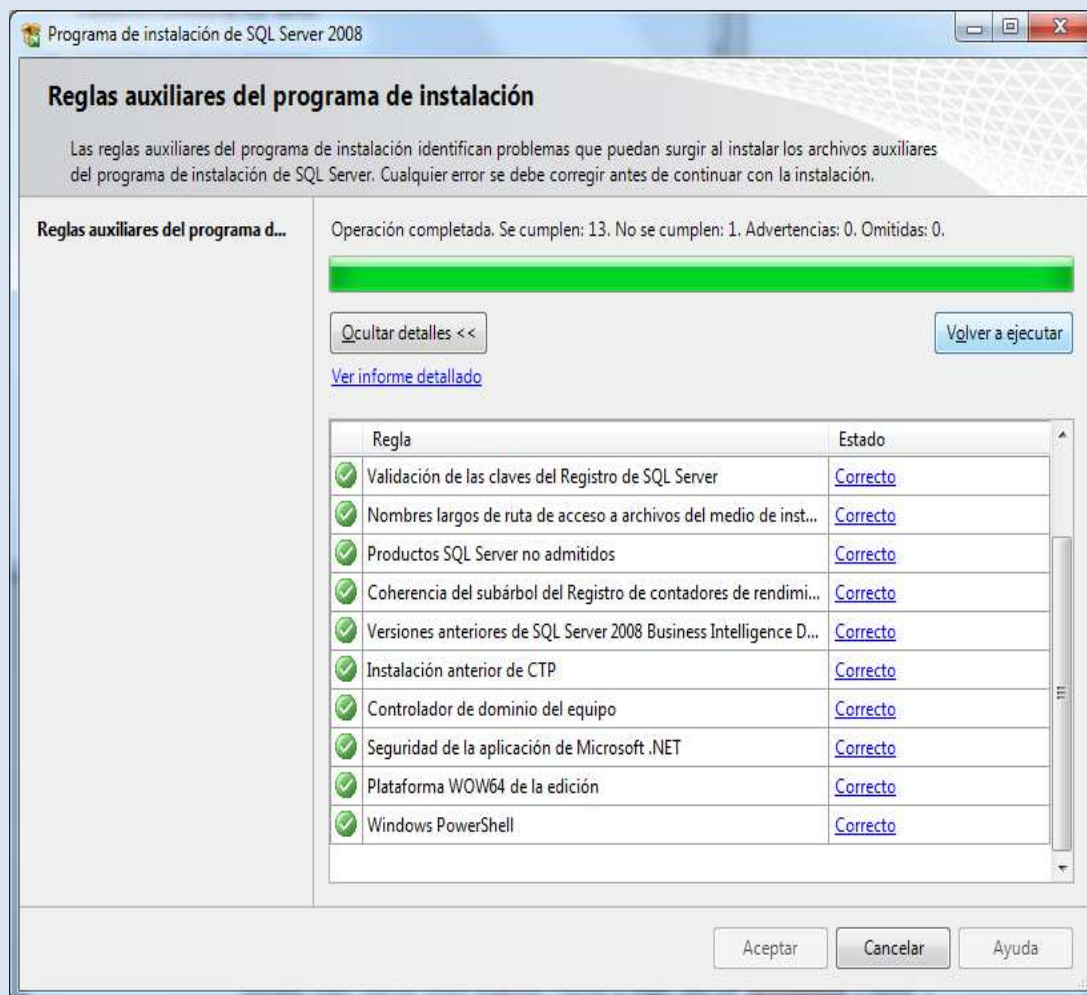 Programa de instalación de SQL Server 2008
Reglas auxiliares del programa de instalación
Las reglas auxiliares del programa de instalación identifican problemas que puedan surgir al instalar los archivos auxiliares
del programa de instalación de SQL Server. Cualquier error se debe corregir antes de continuar con la instalación.
Reglas auxiliares del programa d...
Operación completada. Se cumplen: 13. No se cumplen: 1. Advertencias: 0. Omitidas: 0.
Ocultar detalles <<
Volver a ejecutar
Ver informe detallado
Regla Estado
Validación de las claves del Registro de SQL Server Correcto
Nombres largos de ruta de acceso a archivos del medio de inst... Correcto
Productos SQL Server no admitidos Correcto
Coherencia del subárbol del Registro de contadores de rendimi... Correcto
Versiones anteriores de SQL Server 2008 Business Intelligence D... Correcto
Instalación anterior de CTP Correcto
Controlador de dominio del equipo Correcto
Seguridad de la aplicación de Microsoft .NET Correcto
Plataforma WOW64 de la edición Correcto
Windows PowerShell Correcto
Aceptar Cancelar Ayuda